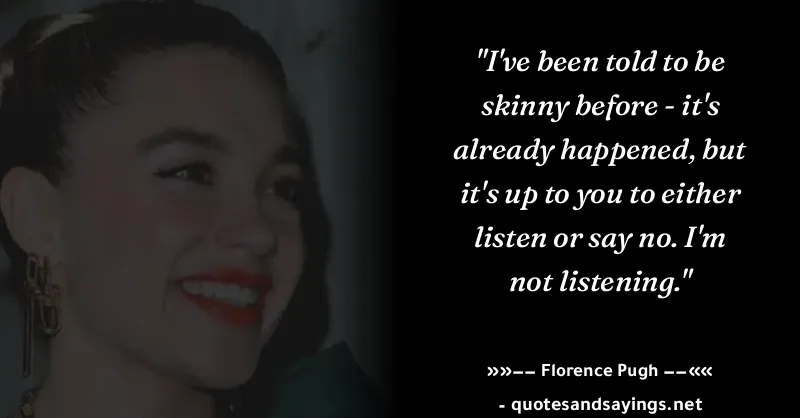 "I've been told to be
skinny before - it's
already happened, but
it's up to you to either
listen or say no. I'm
not listening."
»»−− Florence Pugh −−««
- quotesandsayings.net